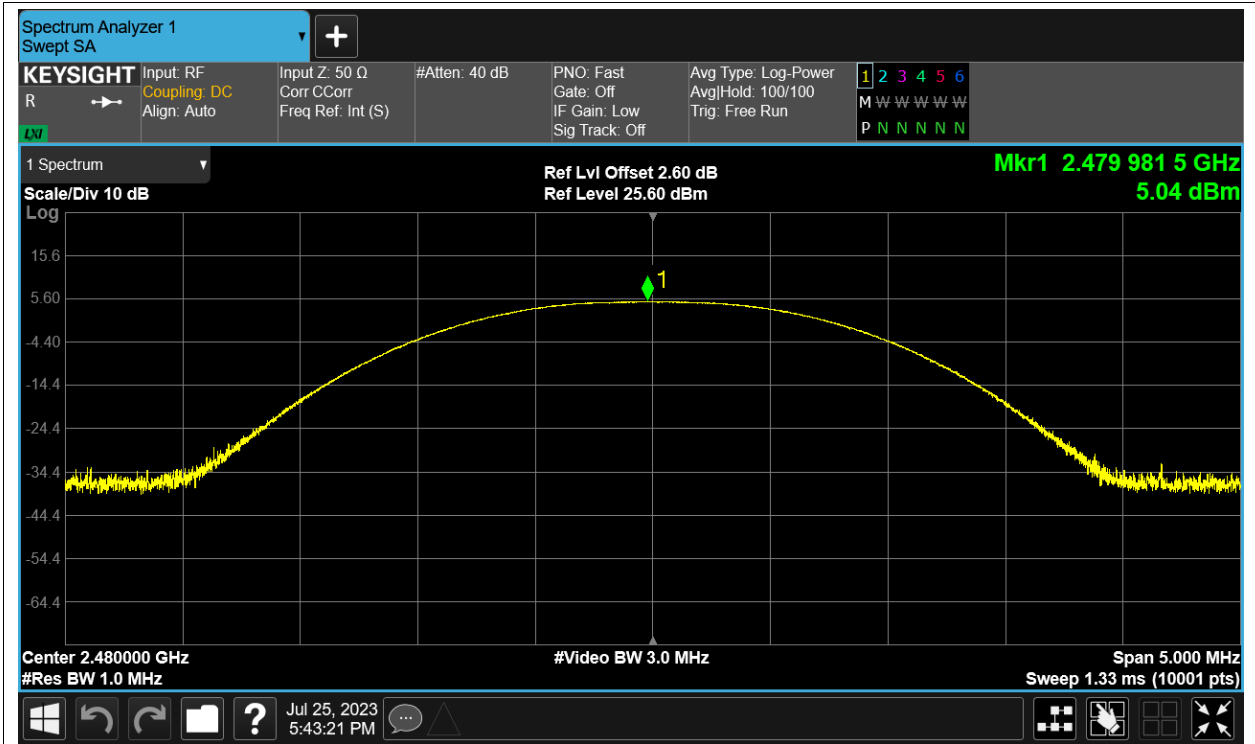 Spectrum Analyzer 1
Swept SA
+
KEYSIGHT
R
LXI
Input: RF
Coupling: DC
Align: Auto
Input Z: 50 Ω
Corr CCorr
Freq Ref: Int (S)
#Atten: 40 dB
PNO: Fast
Gate: Off
IF Gain: Low
Sig Track: Off
Avg Type: Log-Power
Avg|Hold: 100/100
Trig: Free Run
1 2 3 4 5 6
M W W W W W
P N N N N N
1 Spectrum
Scale/Div 10 dB
Log
Ref Lvl Offset 2.60 dB
Ref Level 25.60 dBm
Mkr1 2.479 981 5 GHz
5.04 dBm
1
15.6
5.60
-4.40
-14.4
-24.4
-34.4
-44.4
-54.4
-64.4
Center 2.480000 GHz
#Res BW 1.0 MHz
#Video BW 3.0 MHz
Span 5.000 MHz
Sweep 1.33 ms (10001 pts)
?
Jul 25, 2023
5:43:21 PM